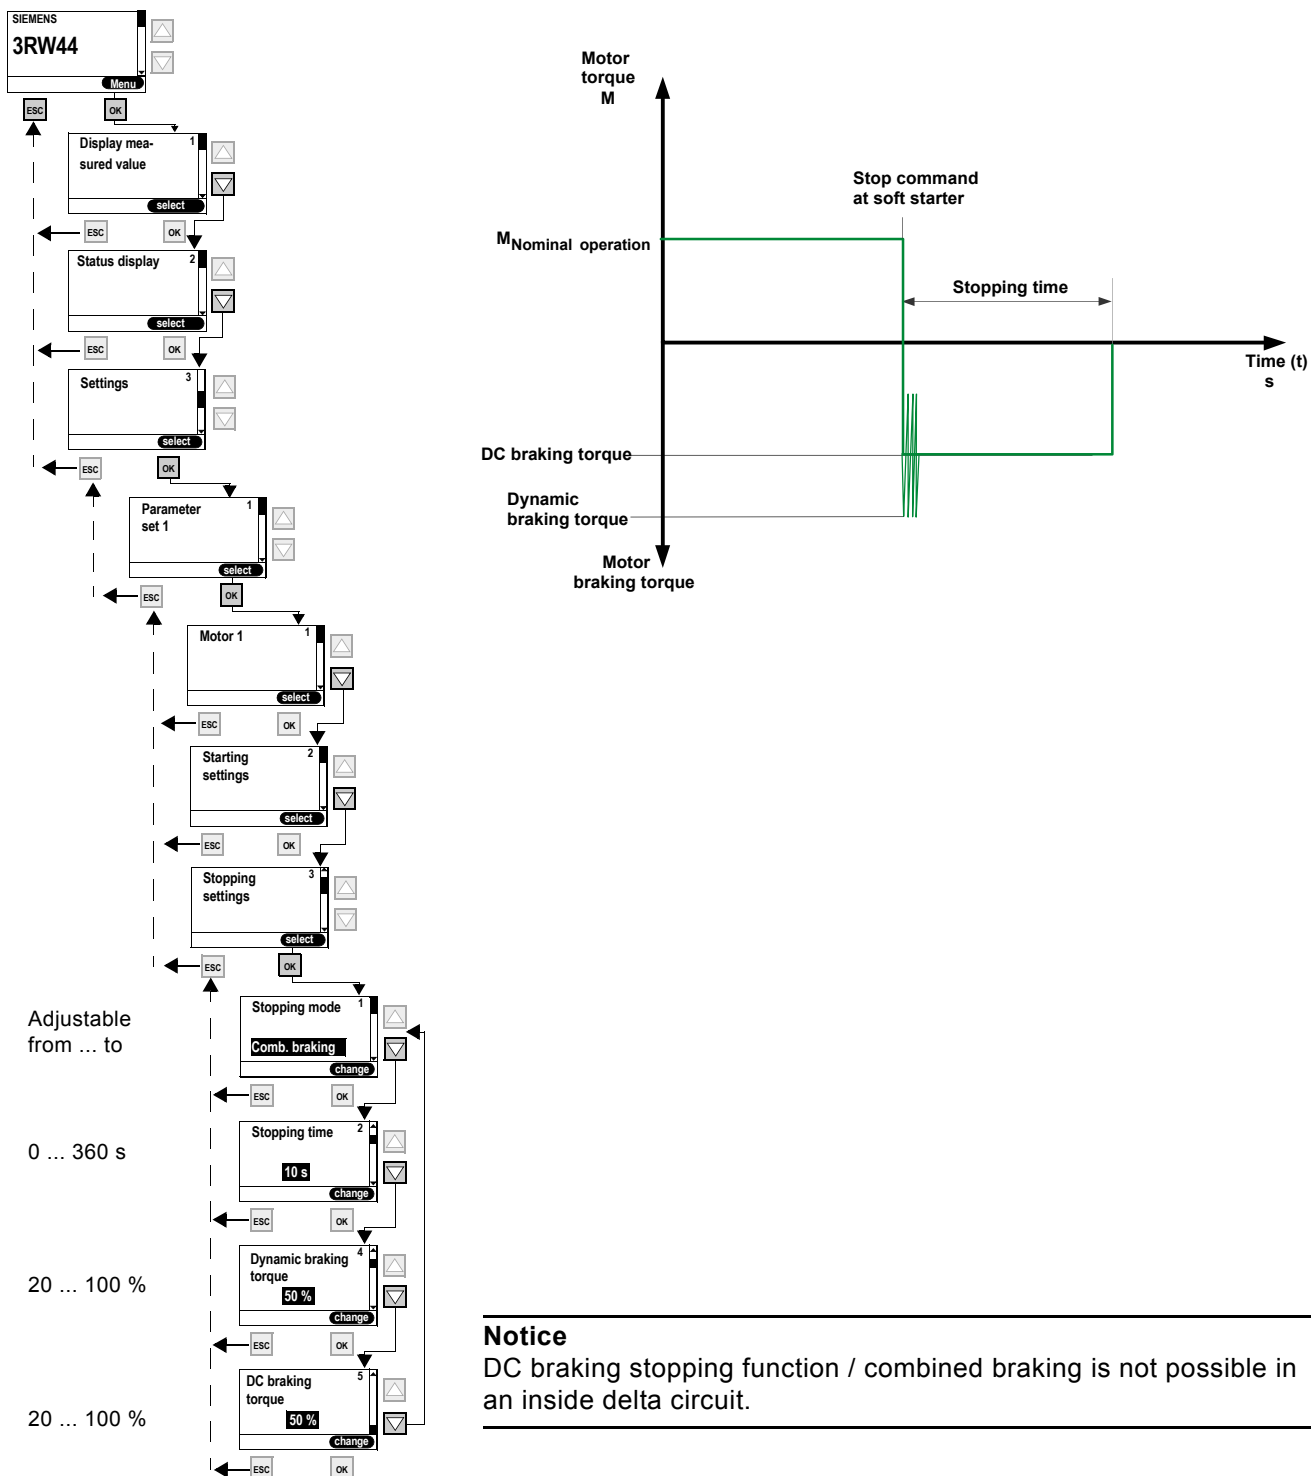 SIEMENS
3RW44
Menu
ESC
OK
Display mea-
sured value
1
select
ESC
OK
Status display
2
select
ESC
OK
Settings
3
select
ESC
OK
Parameter
set 1
1
select
ESC
OK
Motor 1
1
select
ESC
OK
Starting
settings
2
select
ESC
OK
Stopping
settings
3
select
ESC
OK
Adjustable
from ... to
Stopping mode
1
Comb. braking
change
ESC
OK
0 ... 360 s
Stopping time
2
10 s
change
ESC
OK
20 ... 100 %
Dynamic braking
torque
4
50 %
change
ESC
OK
20 ... 100 %
DC braking
torque
5
50 %
change
ESC
OK
Motor
torque
M
Stop command
at soft starter
MNominal operation
Stopping time
Time (t)
s
DC braking torque
Dynamic
braking torque
Motor
braking torque
Notice
DC braking stopping function / combined braking is not possible in
an inside delta circuit.